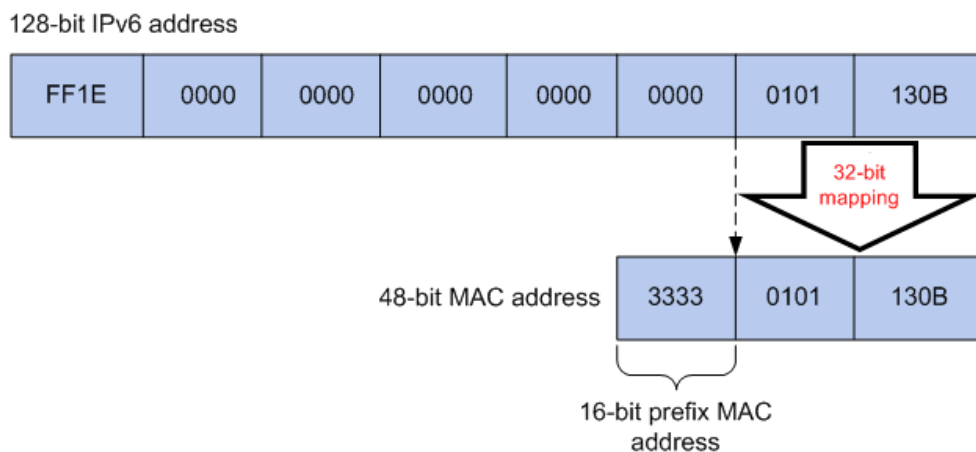 128-bit IPv6 address
FF1E 0000 0000 0000 0000 0000 0101 130B
32-bit
mapping
48-bit MAC address 3333 0101 130B
16-bit prefix MAC
address